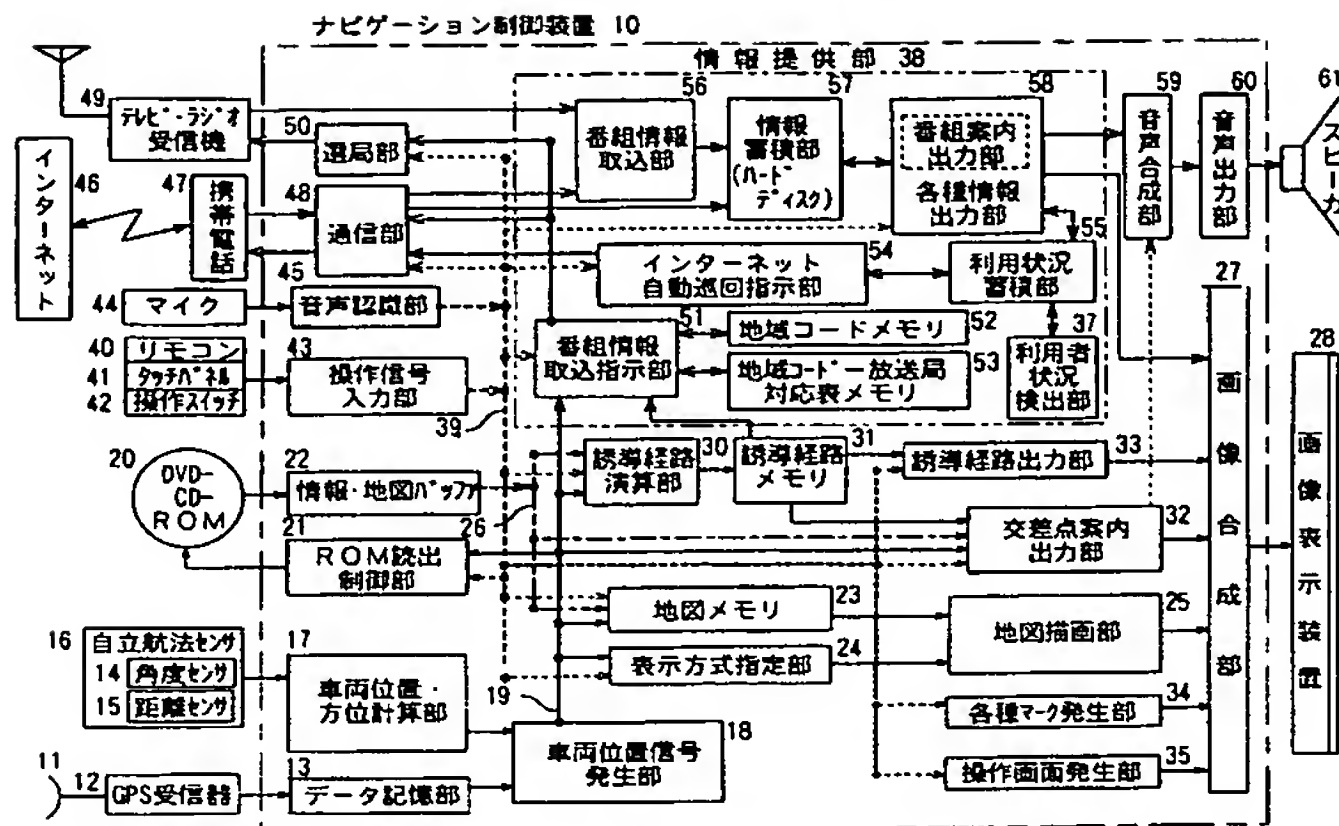 ナビゲーション制御装置 10
情報提供部 38
49
テレビ・ラジオ
受信機
50
選局部
56
番組情報
取込部
57
情報
蓄積部
(ハード
ディスク)
58
番組案内
出力部
各種情報
出力部
59
音声合成部
60
音声出力部
61
スピーカ
インターネット
46
47
携帯電話
48
通信部
54
インターネット
自動巡回指示部
55
利用状況
蓄積部
44
マイク
45
音声認識部
51
番組情報
取込指示部
地域コードメモリ
52
地域コード-放送局
対応表メモリ
53
37
利用者
状況
検出部
27
画像合成部
28
画像表示装置
40
リモコン
41
タッチパネル
42
操作スイッチ
43
操作信号
入力部
39
20
DVD-
CD-
ROM
22
情報・地図バッファ
26
21
ROM読出
制御部
誘導経路
演算部
30
誘導経路
メモリ
31
誘導経路出力部
33
交差点案内
出力部
32
地図メモリ
23
地図描画部
25
表示方式指定部
24
16
自立航法センサ
14
角度センサ
15
距離センサ
17
車両位置・
方位計算部
19
車両位置信号
発生部
18
各種マーク発生部
34
操作画面発生部
35
11
12
GPS受信器
13
データ記憶部